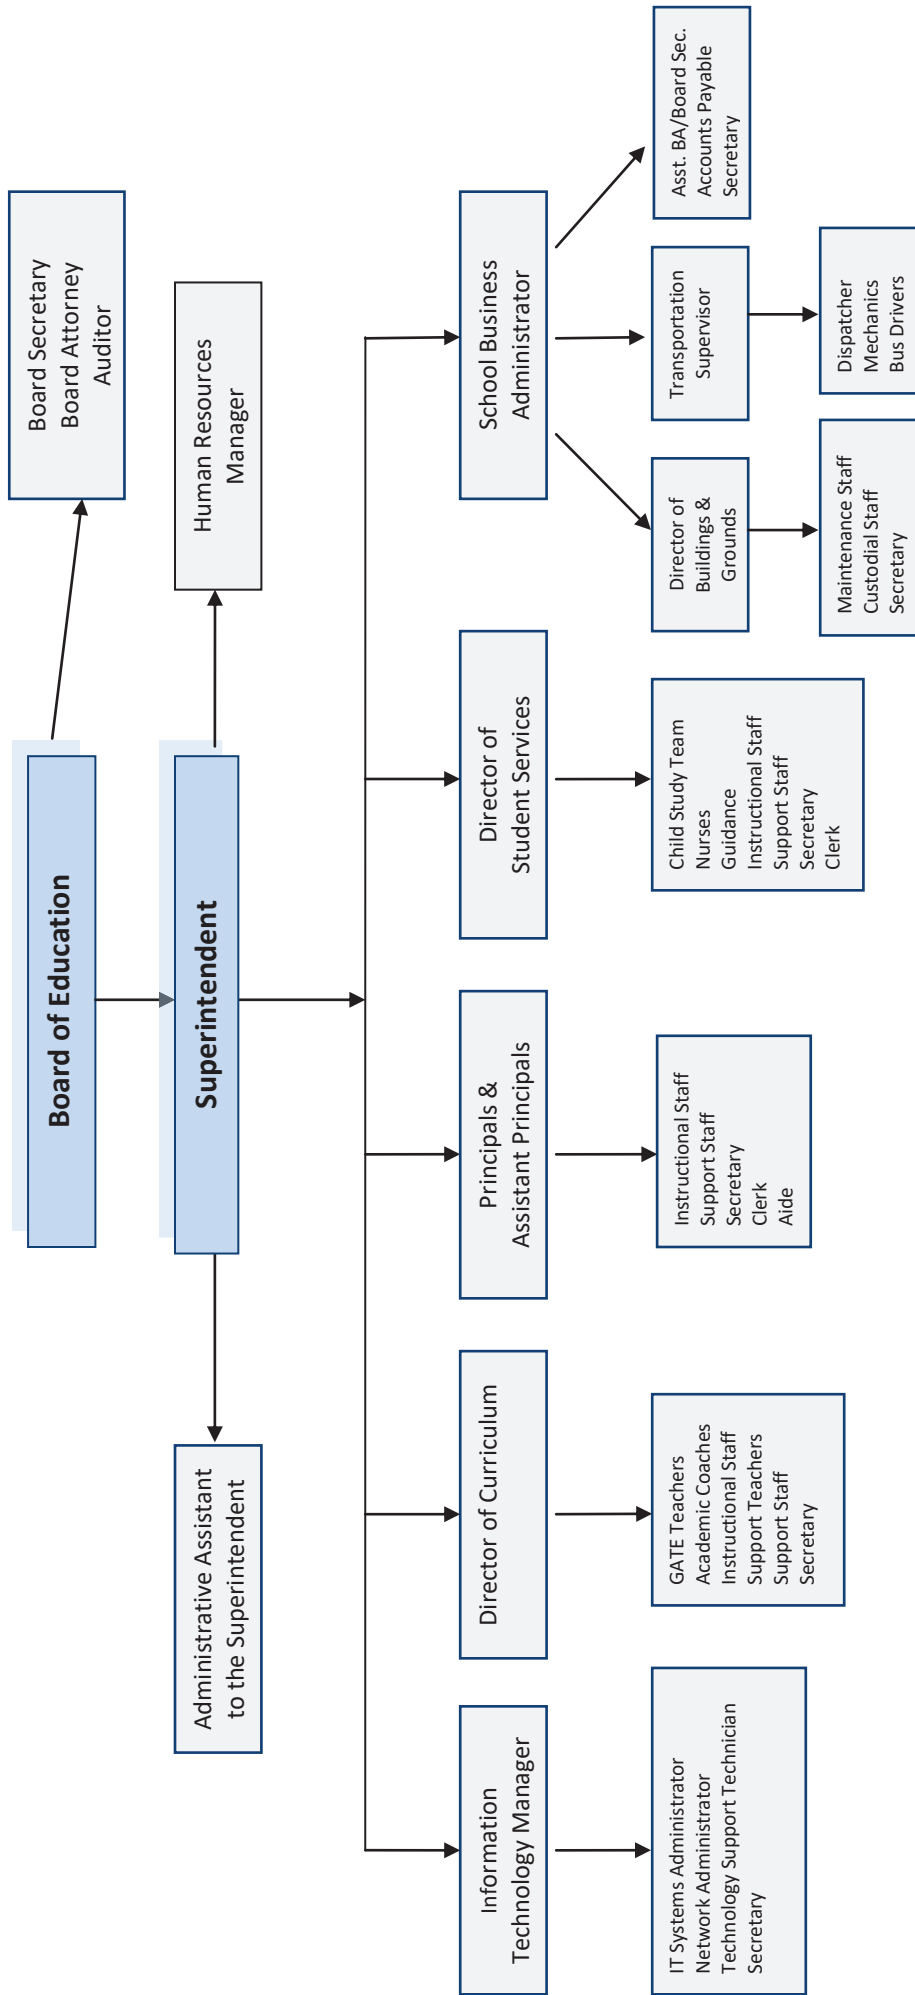 Board of Education
Board Secretary
Board Attorney
Auditor
Administrative Assistant
to the Superintendent
Superintendent
Human Resources
Manager
Information
Technology Manager
Director of Curriculum
Principals &
Assistant Principals
Director of
Student Services
School Business
Administrator
IT Systems Administrator
Network Administrator
Technology Support Technician
Secretary
GATE Teachers
Academic Coaches
Instructional Staff
Support Teachers
Support Staff
Secretary
Instructional Staff
Support Staff
Secretary
Clerk
Aide
Child Study Team
Nurses
Guidance
Instructional Staff
Support Staff
Secretary
Clerk
Director of
Buildings &
Grounds
Transportation
Supervisor
Asst. BA/Board Sec.
Accounts Payable
Secretary
Maintenance Staff
Custodial Staff
Secretary
Dispatcher
Mechanics
Bus Drivers